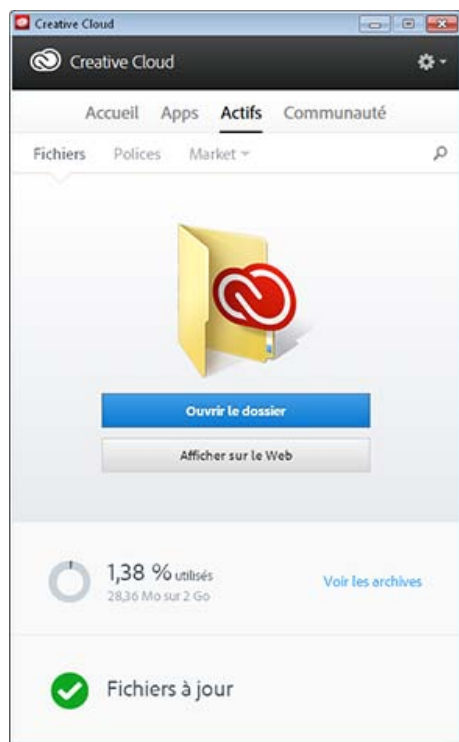 Creative Cloud
Creative Cloud
Accueil Apps Actifs Communauté
Fichiers Polices Market
Ouvrir le dossier
Afficher sur le Web
1,38 % utilisés
28,36 Mo sur 2 Go
Voir les archives
Fichiers à jour